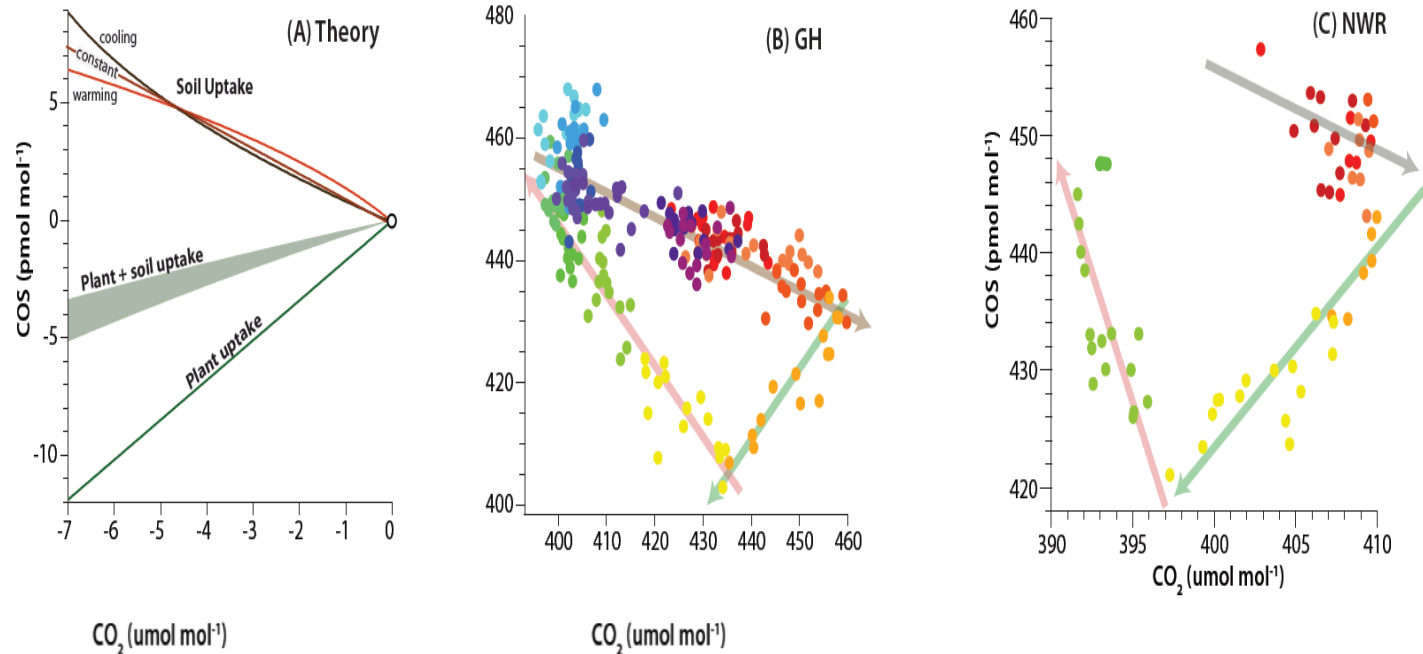 (A) Theory
cooling
constant
warming
Soil Uptake
Plant + soil uptake
Plant uptake
COS (pmol mol⁻¹)
5
0
-5
-10
-7 -6 -5 -4 -3 -2 -1 0
CO₂ (umol mol⁻¹)
(B) GH
480
460
440
420
400
400 410 420 430 440 450 460
CO₂ (umol mol⁻¹)
(C) NWR
COS (pmol mol⁻¹)
460
450
440
430
420
390 395 400 405 410
CO₂ (umol mol⁻¹)